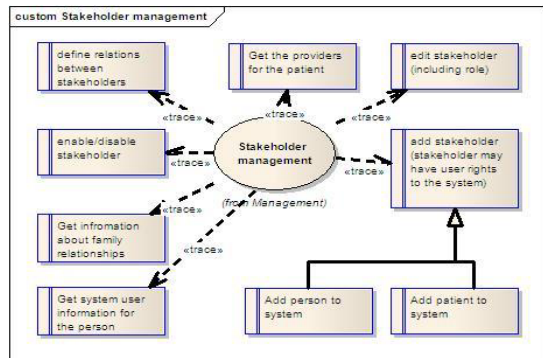 custom Stakeholder management
define relations
between
stakeholders
Get the providers
for the patient
edit stakeholder
(including role)
«trace»
«trace»
«trace»
enable/disable
stakeholder
«trace»
Stakeholder
management
(from Management)
«trace»
add stakeholder
(stakeholder may
have user rights
to the system)
Get infromation
about family
relationships
«trace»
«trace»
Get system user
information for
the person
Add person to
system
Add patient to
system